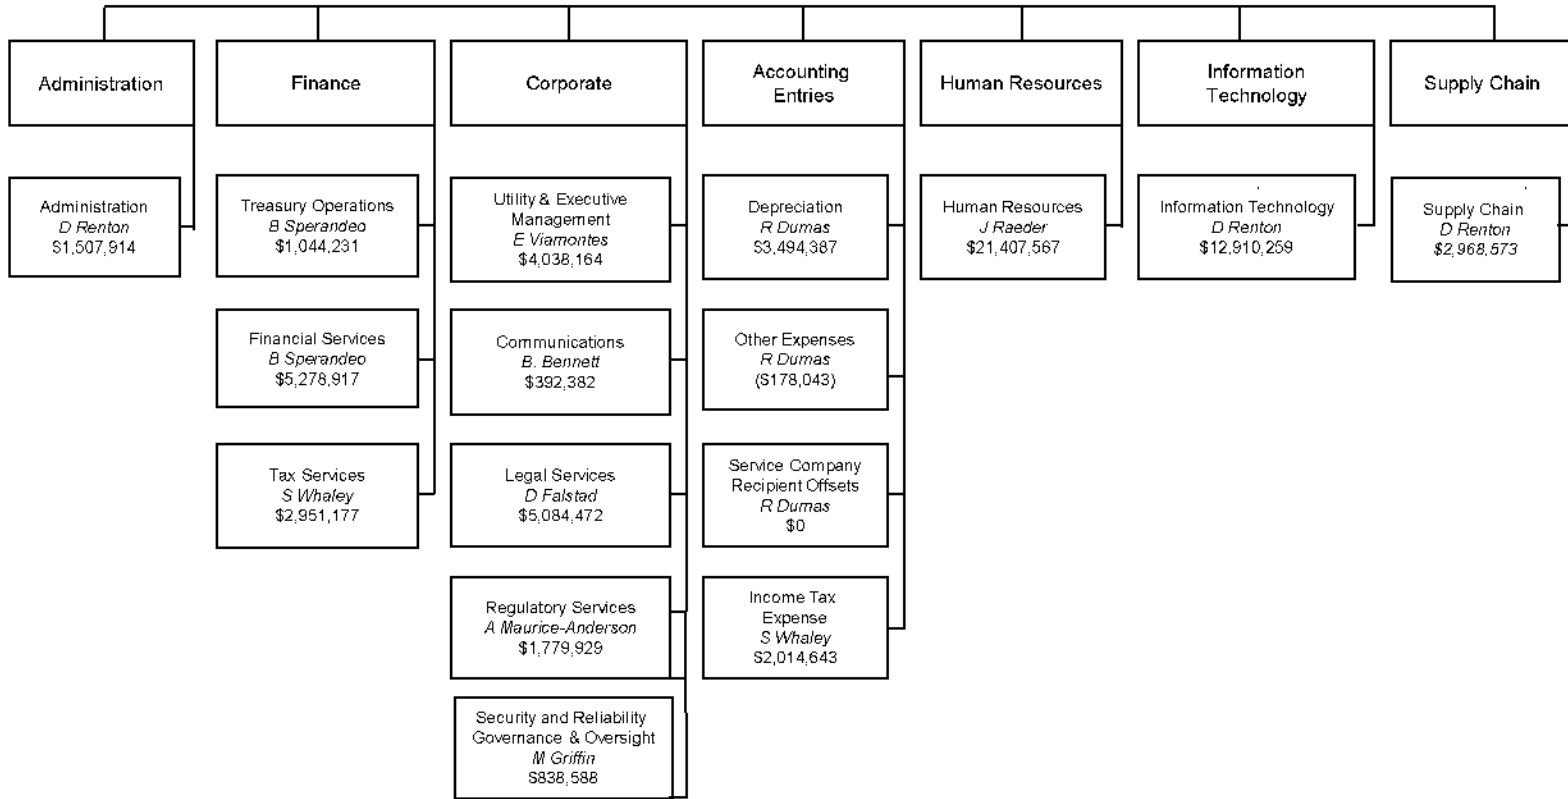 Administration
Finance
Corporate
Accounting
Entries
Human Resources
Information
Technology
Supply Chain
Administration
D Renton
$1,507,914
Treasury Operations
B Sperandeo
$1,044,231
Utility & Executive
Management
E Viamontes
$4,038,164
Depreciation
R Dumas
$3,494,387
Human Resources
J Raeder
$21,407,567
Information Technology
D Renton
$12,910,259
Supply Chain
D Renton
$2,968,573
Financial Services
B Sperandeo
$5,278,917
Communications
B. Bennett
$392,382
Other Expenses
R Dumas
($178,043)
Tax Services
S Whaley
$2,951,177
Legal Services
D Falstad
$5,084,472
Service Company
Recipient Offsets
R Dumas
$0
Regulatory Services
A Maurice-Anderson
$1,779,929
Income Tax
Expense
S Whaley
$2,014,643
Security and Reliability
Governance & Oversight
M Griffin
$838,588